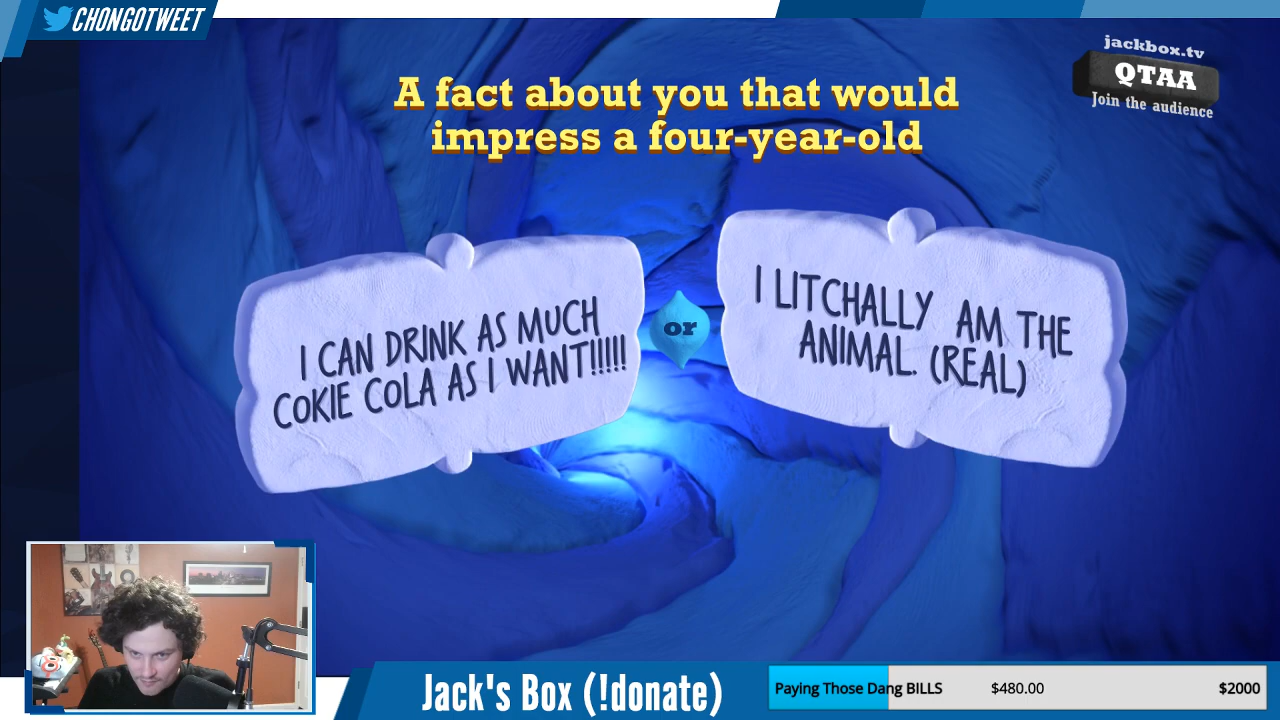 CHONGOTWEET
jackbox.tv
QTAA
Join the audience
A fact about you that would
impress a four-year-old
I CAN DRINK AS MUCH
COKIE COLA AS I WANT!!!!!
or
I LITCHALLY AM THE
ANIMAL. (REAL)
Jack's Box (!donate)
Paying Those Dang BILLS $480.00 $2000